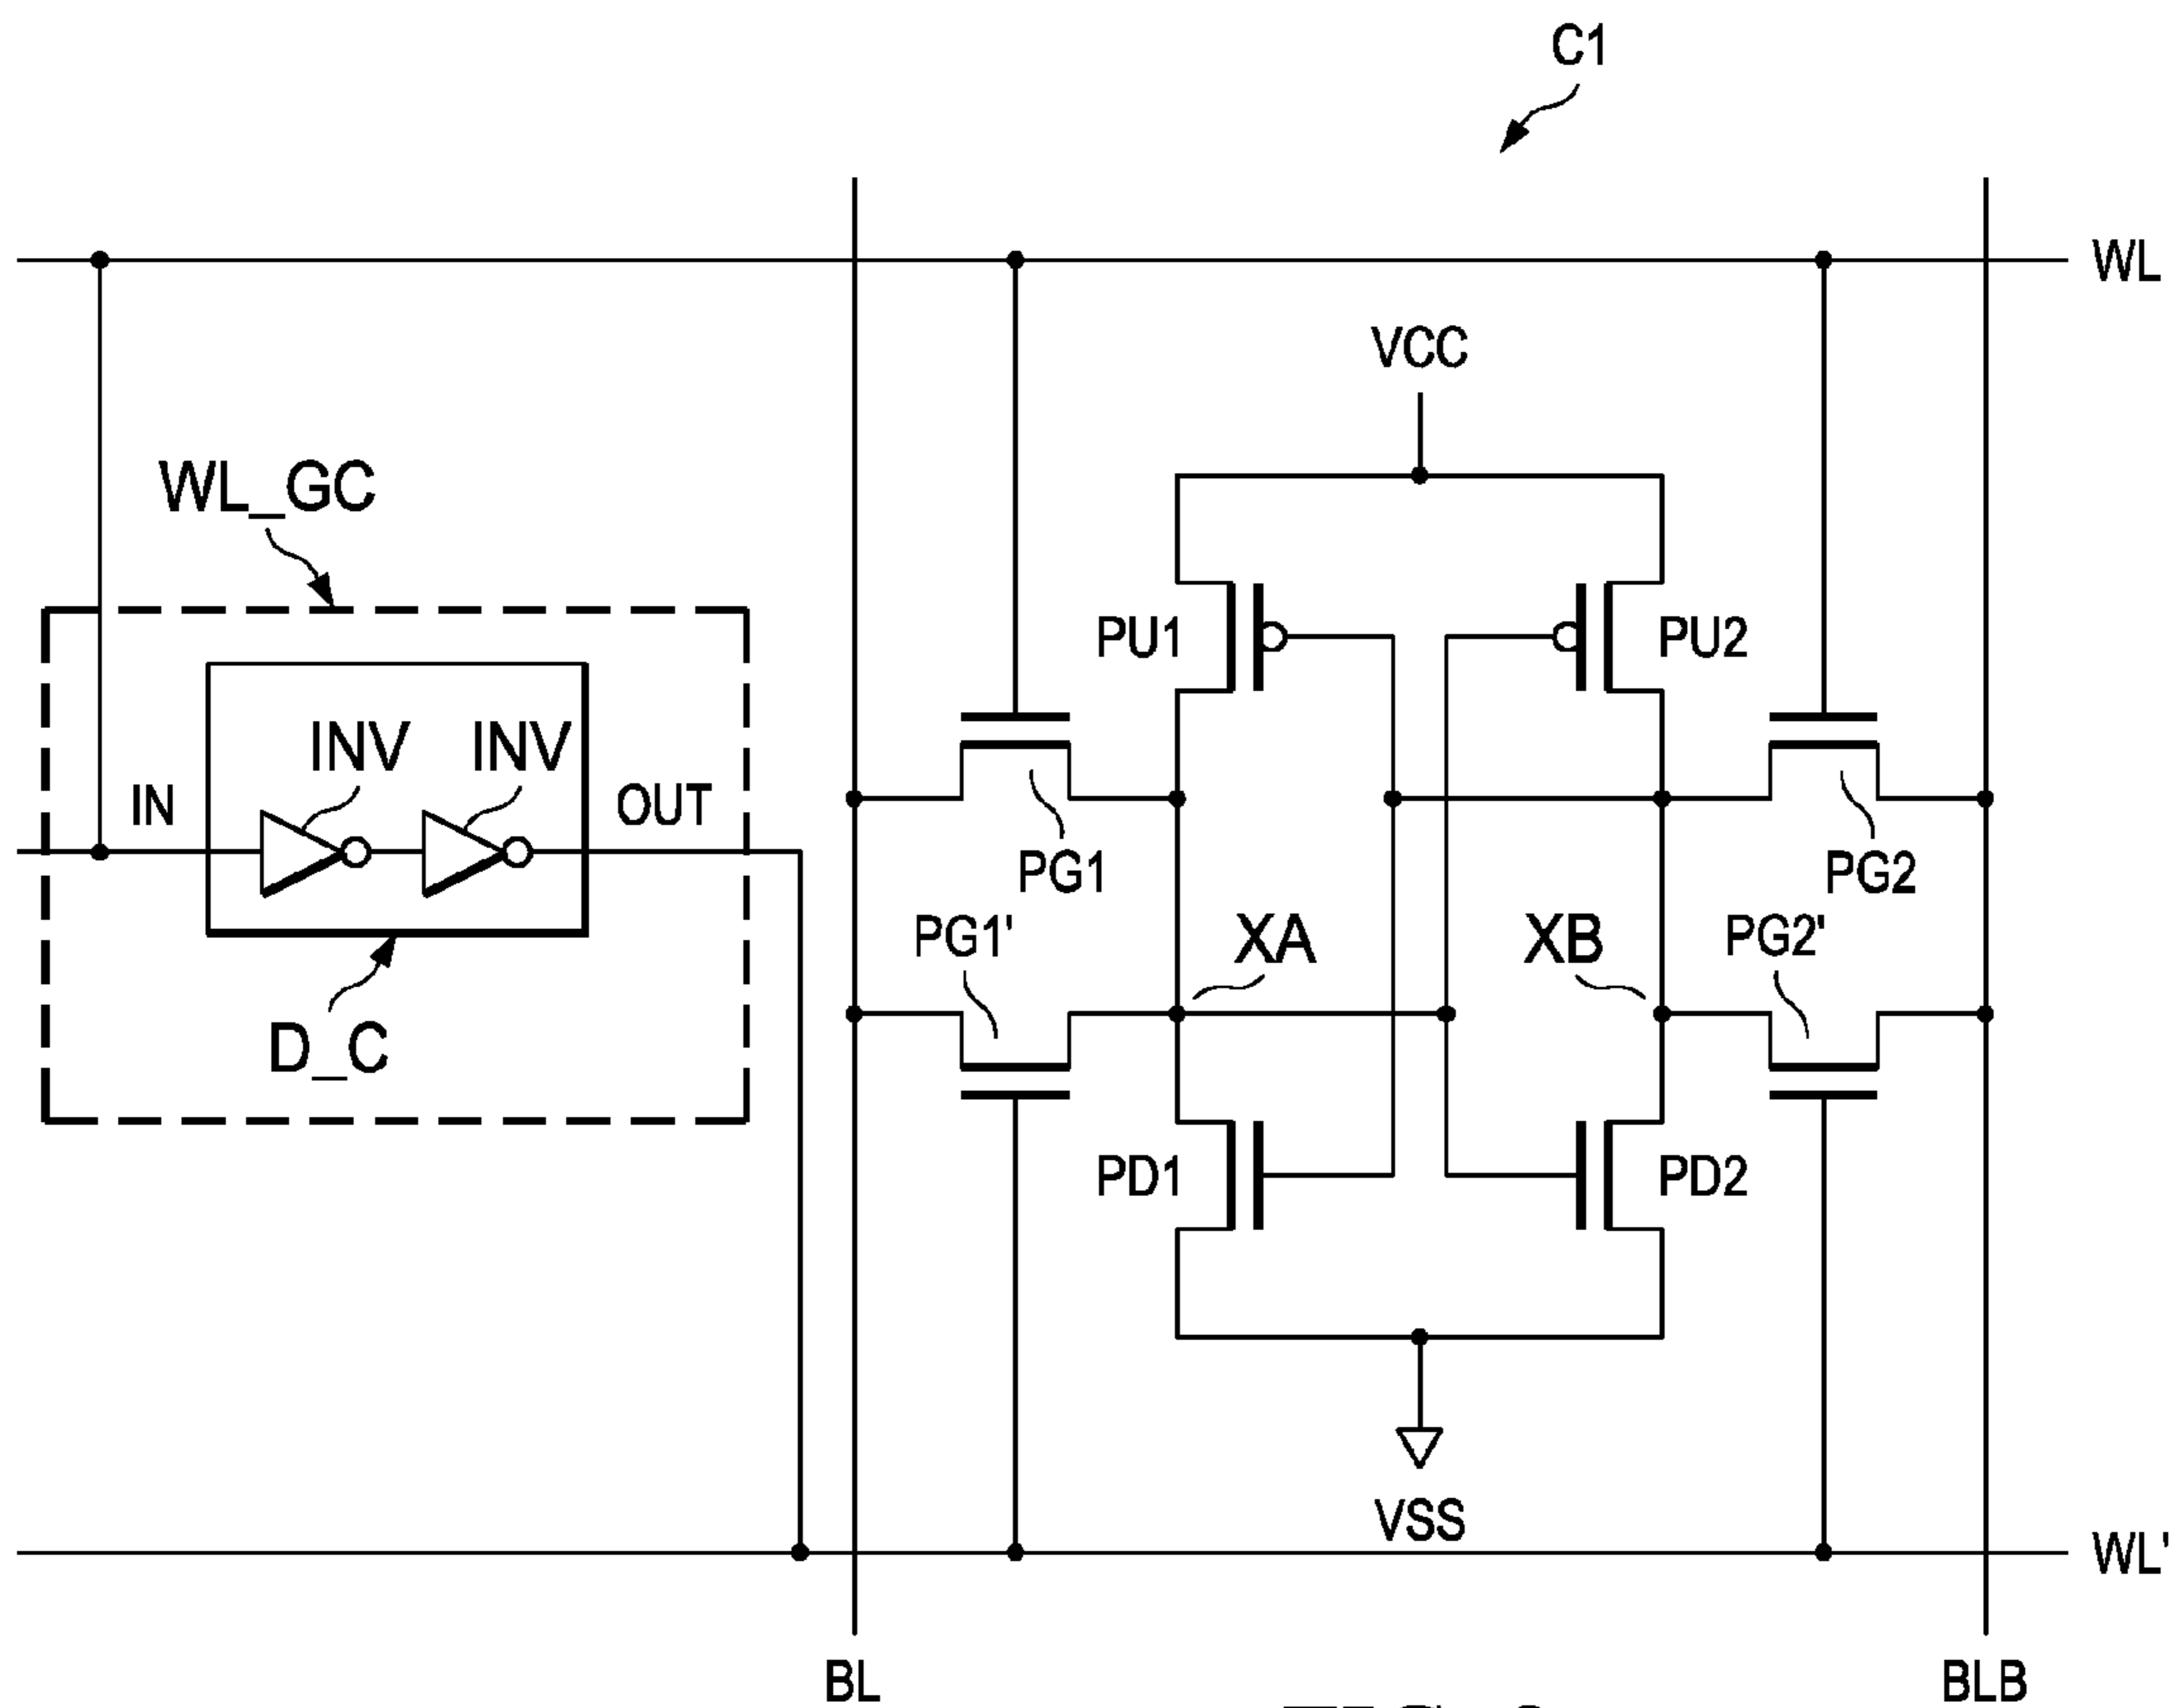 C1
WL
VCC
WL_GC
PU1
PU2
INV
INV
IN
OUT
PG1
PG2
PG1'
XA
XB
PG2'
D_C
PD1
PD2
VSS
WL'
BL
BLB